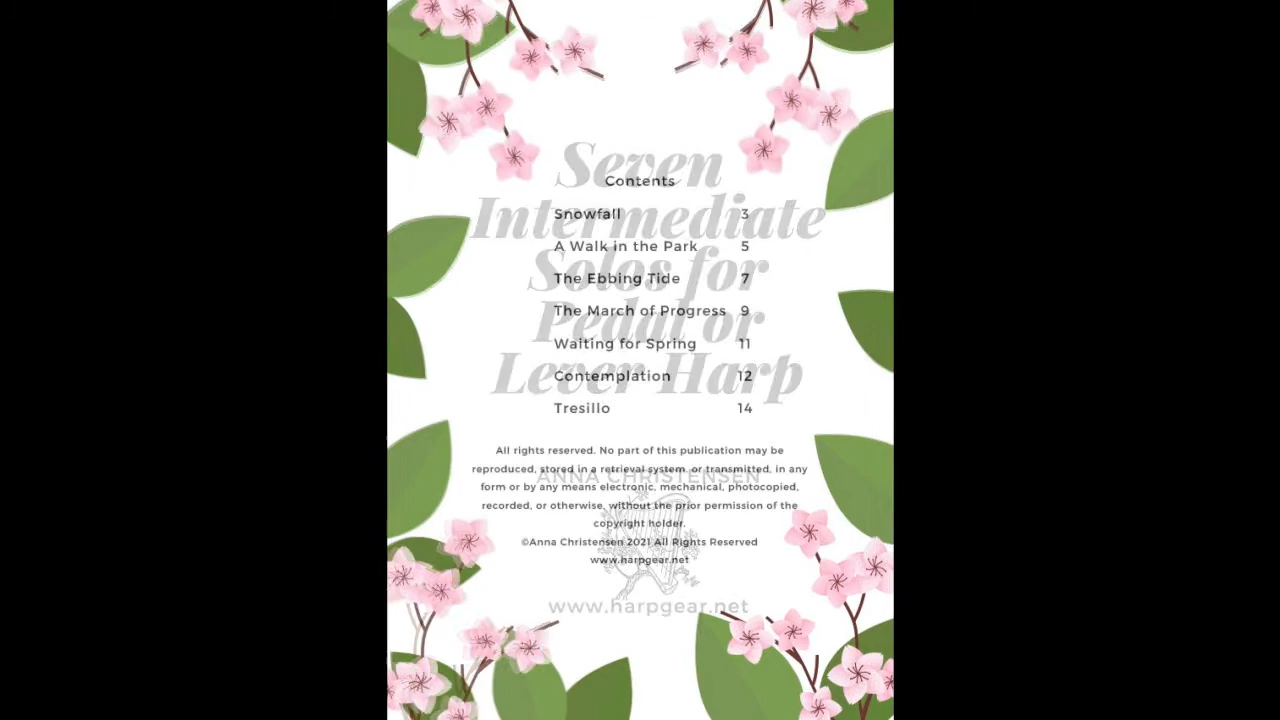 Seven
Intermediate
Solos for
Pedal or
Lever Harp
ANNA CHRISTENSEN
www.harpgear.net
Contents
Snowfall 3
A Walk in the Park 5
The Ebbing Tide 7
The March of Progress 9
Waiting for Spring 11
Contemplation 12
Tresillo 14
All rights reserved. No part of this publication may be
reproduced, stored in a retrieval system, or transmitted, in any
form or by any means electronic, mechanical, photocopied,
recorded, or otherwise, without the prior permission of the
copyright holder.
©Anna Christensen 2021 All Rights Reserved
www.harpgear.net